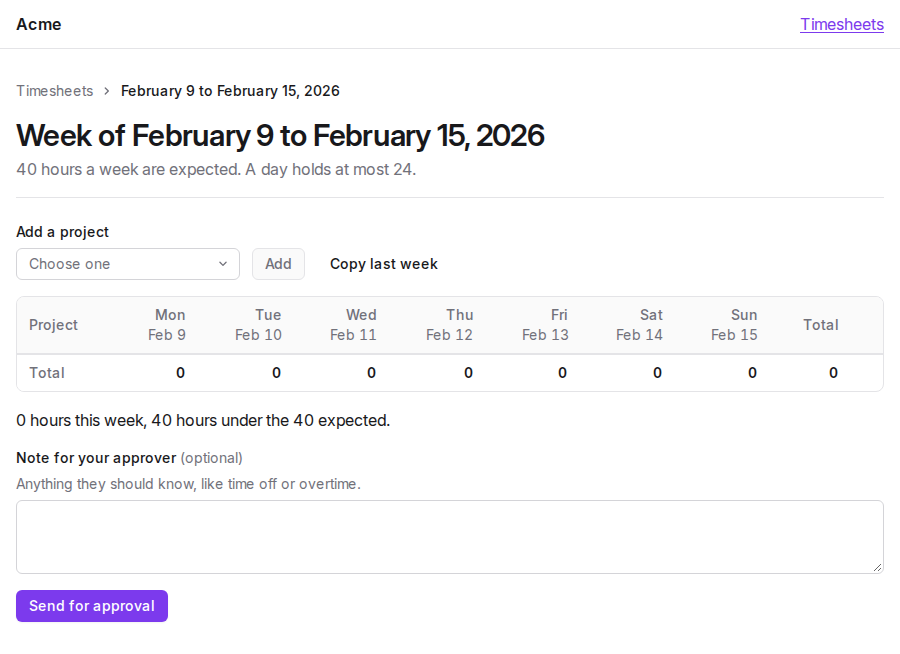 Acme
Timesheets
Timesheets > February 9 to February 15, 2026
Week of February 9 to February 15, 2026
40 hours a week are expected. A day holds at most 24.
Add a project
Choose one
Add
Copy last week
Project Mon Feb 9 Tue Feb 10 Wed Feb 11 Thu Feb 12 Fri Feb 13 Sat Feb 14 Sun Feb 15 Total
Total 0 0 0 0 0 0 0 0
0 hours this week, 40 hours under the 40 expected.
Note for your approver (optional)
Anything they should know, like time off or overtime.
Send for approval